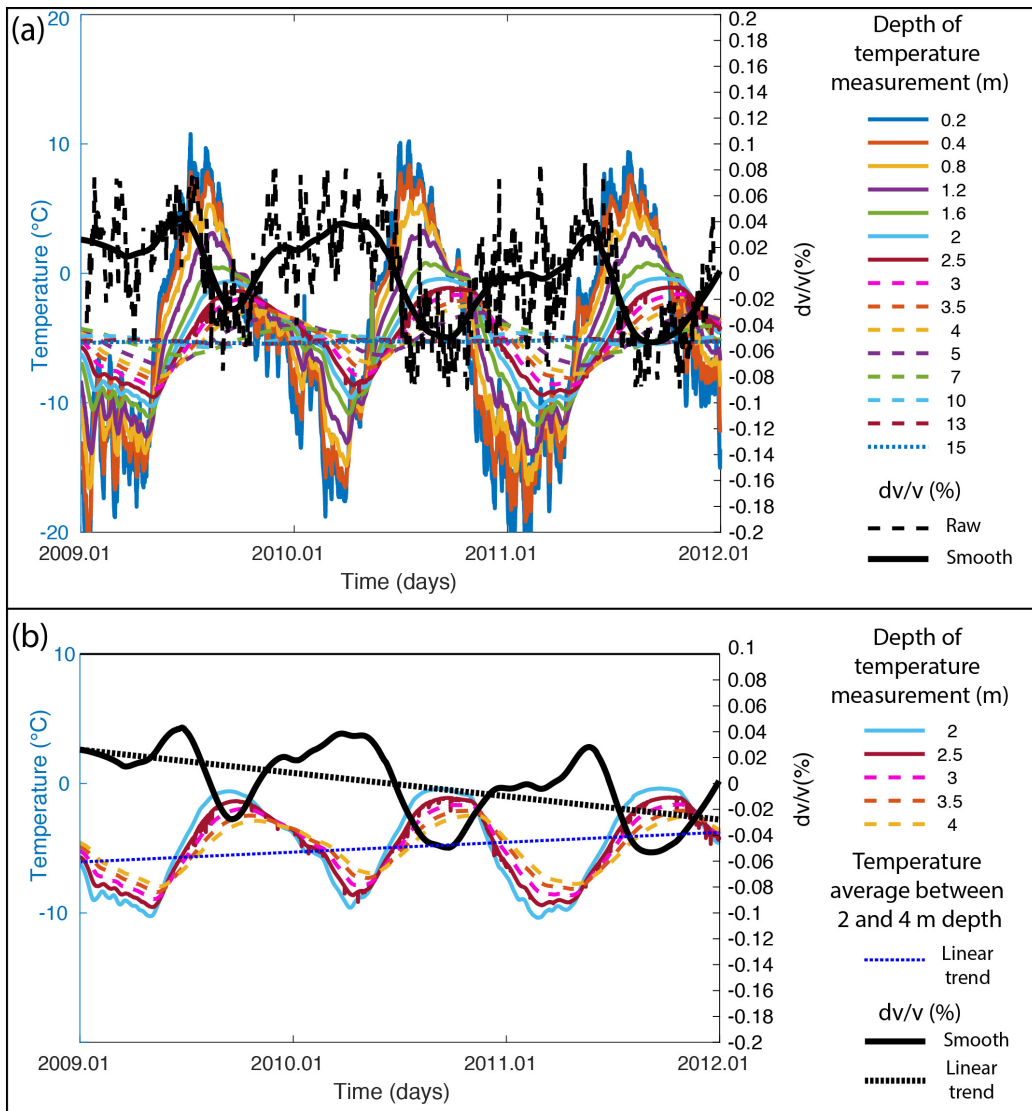 (a)
20
10
0
-10
-20
Temperature (°C)
0.2
0.18
0.16
0.14
0.12
0.1
0.08
0.06
0.04
0.02
0
-0.02
-0.04
-0.06
-0.08
-0.1
-0.12
-0.14
-0.16
-0.18
-0.2
dv/v(%)
2009.01
2010.01
2011.01
2012.01
Time (days)
Depth of
temperature
measurement (m)
0.2
0.4
0.8
1.2
1.6
2
2.5
3
3.5
4
5
7
10
13
15
dv/v (%)
Raw
Smooth
(b)
10
0
-10
Temperature (°C)
0.1
0.08
0.06
0.04
0.02
0
-0.02
-0.04
-0.06
-0.08
-0.1
-0.12
-0.14
-0.16
-0.18
-0.2
dv/v(%)
2009.01
2010.01
2011.01
2012.01
Time (days)
Depth of
temperature
measurement (m)
2
2.5
3
3.5
4
Temperature
average between
2 and 4 m depth
Linear
trend
dv/v (%)
Smooth
Linear
trend